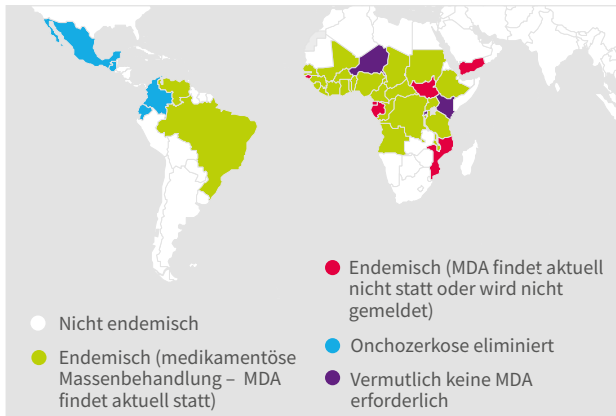 Nicht endemisch
Endemisch (medikamentöse
Massenbehandlung – MDA
findet aktuell statt)
Endemisch (MDA findet aktuell
nicht statt oder wird nicht
gemeldet)
Onchozerkose eliminiert
Vermutlich keine MDA
erforderlich